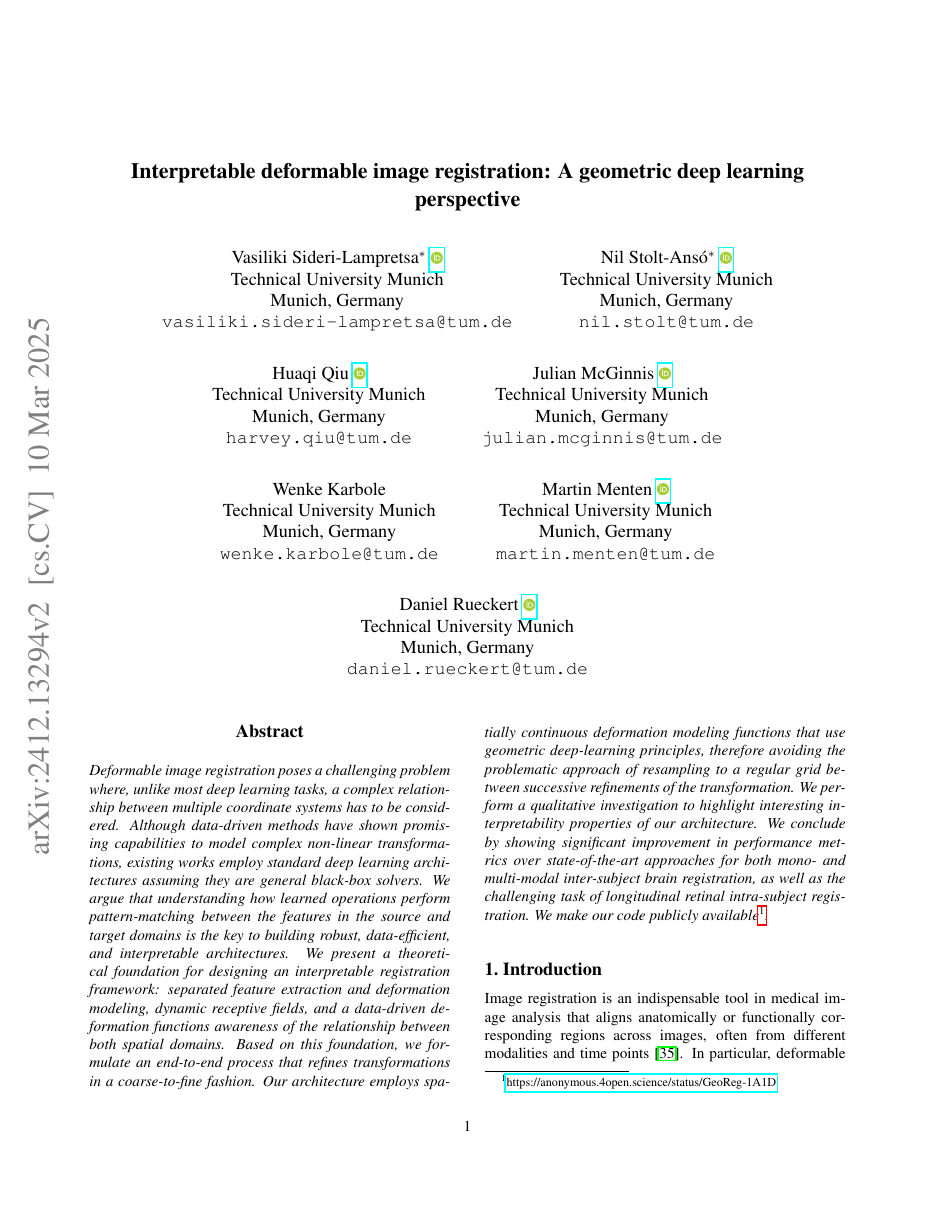 arXiv:2412.13294v2 [cs.CV] 10 Mar 2025
Interpretable deformable image registration: A geometric deep learning
perspective
Vasiliki Sideri-Lampretsa*
Technical University Munich
Munich, Germany
vasiliki.sideri-lampretsa@tum.de
Nil Stolt-Ansó*
Technical University Munich
Munich, Germany
nil.stolt@tum.de
Huaqi Qiu
Technical University Munich
Munich, Germany
harvey.qiu@tum.de
Julian McGinnis
Technical University Munich
Munich, Germany
julian.mcginnis@tum.de
Wenke Karbole
Technical University Munich
Munich, Germany
wenke.karbole@tum.de
Martin Menten
Technical University Munich
Munich, Germany
martin.menten@tum.de
Daniel Rueckert
Technical University Munich
Munich, Germany
daniel.rueckert@tum.de
Abstract
Deformable image registration poses a challenging problem
where, unlike most deep learning tasks, a complex relation-
ship between multiple coordinate systems has to be consid-
ered. Although data-driven methods have shown promis-
ing capabilities to model complex non-linear transforma-
tions, existing works employ standard deep learning archi-
tectures assuming they are general black-box solvers. We
argue that understanding how learned operations perform
pattern-matching between the features in the source and
target domains is the key to building robust, data-efficient,
and interpretable architectures. We present a theoreti-
cal foundation for designing an interpretable registration
framework: separated feature extraction and deformation
modeling, dynamic receptive fields, and a data-driven de-
formation functions awareness of the relationship between
both spatial domains. Based on this foundation, we for-
mulate an end-to-end process that refines transformations
in a coarse-to-fine fashion. Our architecture employs spa-
tially continuous deformation modeling functions that use
geometric deep-learning principles, therefore avoiding the
problematic approach of resampling to a regular grid be-
tween successive refinements of the transformation. We per-
form a qualitative investigation to highlight interesting in-
terpretability properties of our architecture. We conclude
by showing significant improvement in performance met-
rics over state-of-the-art approaches for both mono- and
multi-modal inter-subject brain registration, as well as the
challenging task of longitudinal retinal intra-subject regis-
tration. We make our code publicly available1.
1. Introduction
Image registration is an indispensable tool in medical im-
age analysis that aligns anatomically or functionally cor-
responding regions across images, often from different
modalities and time points [35]. In particular, deformable
1https://anonymous.4open.science/status/GeoReg-1A1D
1